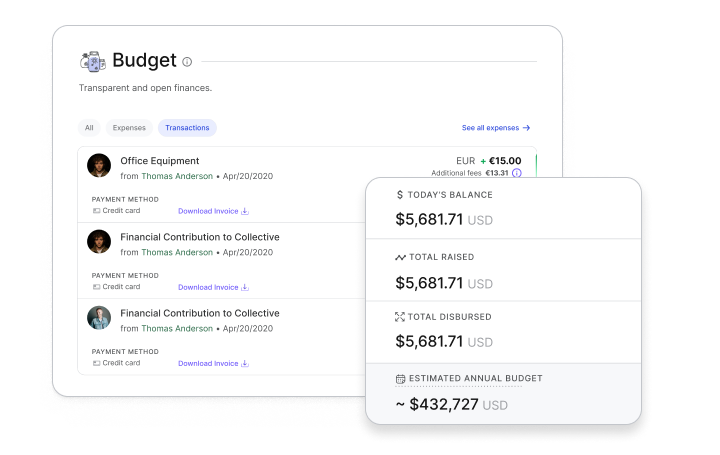 Budget
Transparent and open finances.
All Expenses Transactions See all expenses →
Office Equipment EUR + €15.00
from Thomas Anderson • Apr/20/2020 Additional fees €13.31
PAYMENT METHOD
Credit card Download Invoice
Financial Contribution to Collective
from Thomas Anderson • Apr/20/2020
PAYMENT METHOD
Credit card Download Invoice
Financial Contribution to Collective
from Thomas Anderson • Apr/20/2020
PAYMENT METHOD
Credit card Download Invoice
$ TODAY'S BALANCE
$5,681.71 USD
TOTAL RAISED
$5,681.71 USD
TOTAL DISBURSED
$5,681.71 USD
ESTIMATED ANNUAL BUDGET
~ $432,727 USD